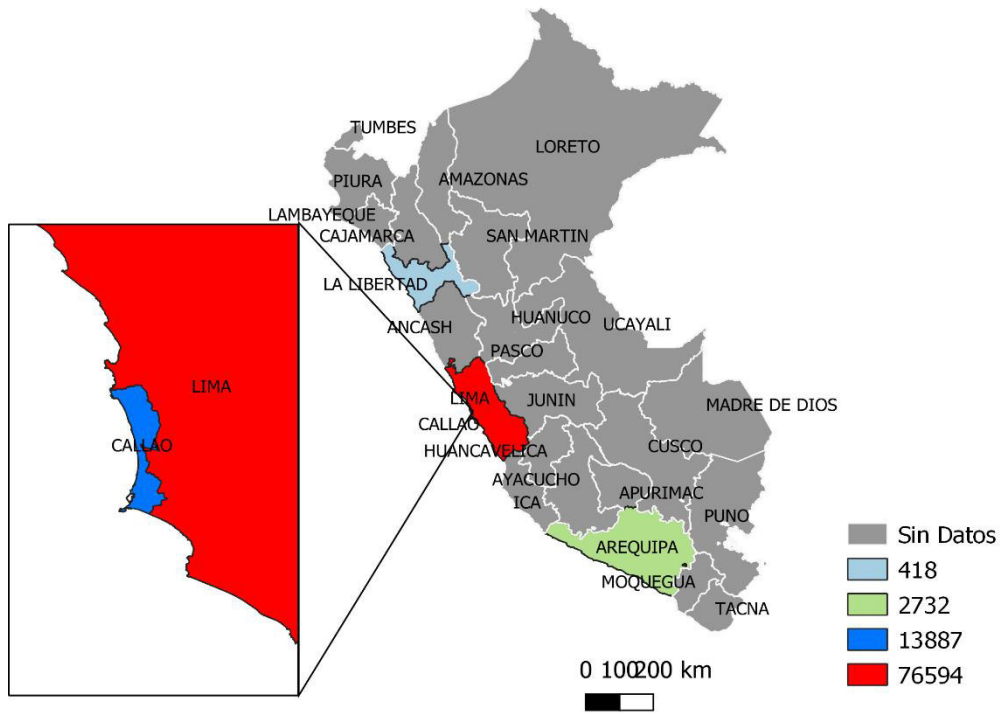 TUMBES
LORETO
PIURA
AMAZONAS
LAMBAYEQUE
CAJAMARCA
SAN MARTIN
LA LIBERTAD
ANCASH
HUANUCO
UCAYALI
PASCO
LIMA
LIMA
JUNIN
MADRE DE DIOS
CALLAO
CALLAO
HUANCAVELICA
CUSCO
AYACUCHO
ICA
APURIMAC
PUNO
AREQUIPA
MOQUEGUA
TACNA
Sin Datos
418
2732
13887
76594
0 100200 km